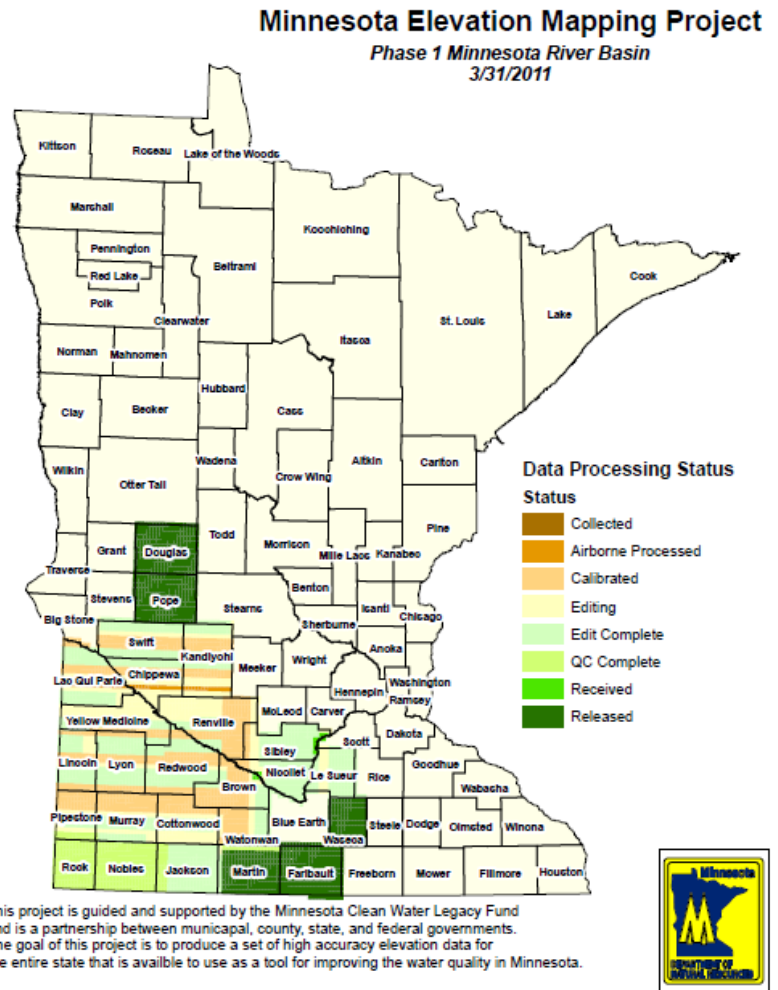 Minnesota Elevation Mapping Project
Phase 1 Minnesota River Basin
3/31/2011
Kittson
Roseau
Lake of the Woods
Marshall
Koochiching
Pennington
Beltrami
Red Lake
Cook
Polk
Clearwater
St. Louis
Lake
Itasca
Norman
Mahnomen
Hubbard
Clay
Becker
Cass
Wadena
Aitkin
Carlton
Wilkin
Crow Wing
Otter Tail
Data Processing Status
Status
Collected
Airborne Processed
Calibrated
Editing
Edit Complete
QC Complete
Received
Released
Pine
Todd
Morrison
Grant
Douglas
Mille Lacs
Kanabec
Traverse
Benton
Stevens
Pope
Stearns
Isanti
Chisago
Big Stone
Sherburne
Swift
Anoka
Kandiyohi
Meeker
Wright
Lac Qui Parle
Chippewa
Washington
Hennepin
Ramsey
McLeod
Carver
Yellow Medicine
Renville
Dakota
Scott
Sibley
Goodhue
Lincoln
Lyon
Redwood
Nicollet
Le Sueur
Rice
Wabasha
Brown
Pipestone
Murray
Cottonwood
Blue Earth
Steele
Dodge
Olmsted
Winona
Watonwan
Waseca
Rock
Nobles
Jackson
Martin
Faribault
Freeborn
Mower
Fillmore
Houston
his project is guided and supported by the Minnesota Clean Water Legacy Fund
nd is a partnership between municapal, county, state, and federal governments.
he goal of this project is to produce a set of high accuracy elevation data for
e entire state that is availble to use as a tool for improving the water quality in Minnesota.
Minnesota
DEPARTMENT OF
NATURAL RESOURCES